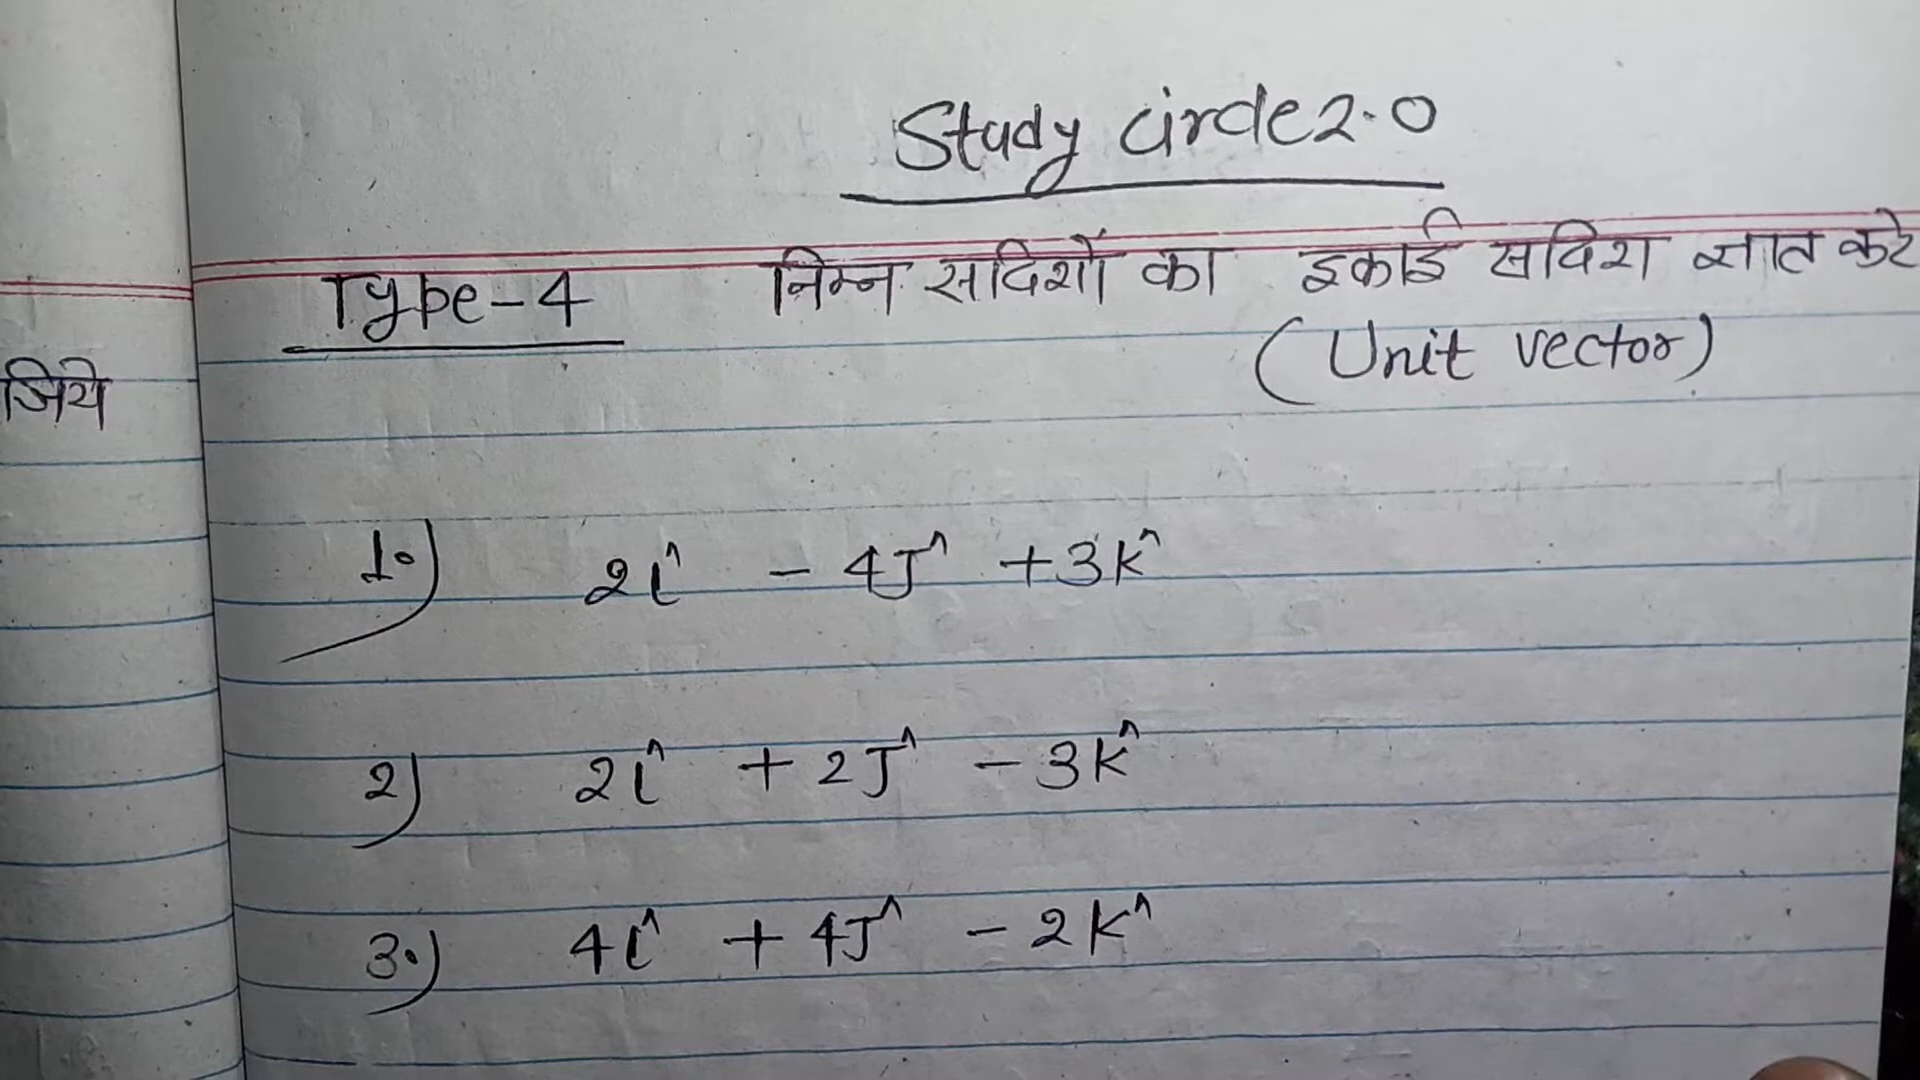 Study Circle 2.0
जिये
Type-4 निम्न सदिशों का इकाई सदिश ज्ञात करे
(Unit vector)
1.) 2î - 4Ĵ + 3K̂
2) 2î + 2Ĵ - 3K̂
3.) 4î + 4Ĵ - 2K̂